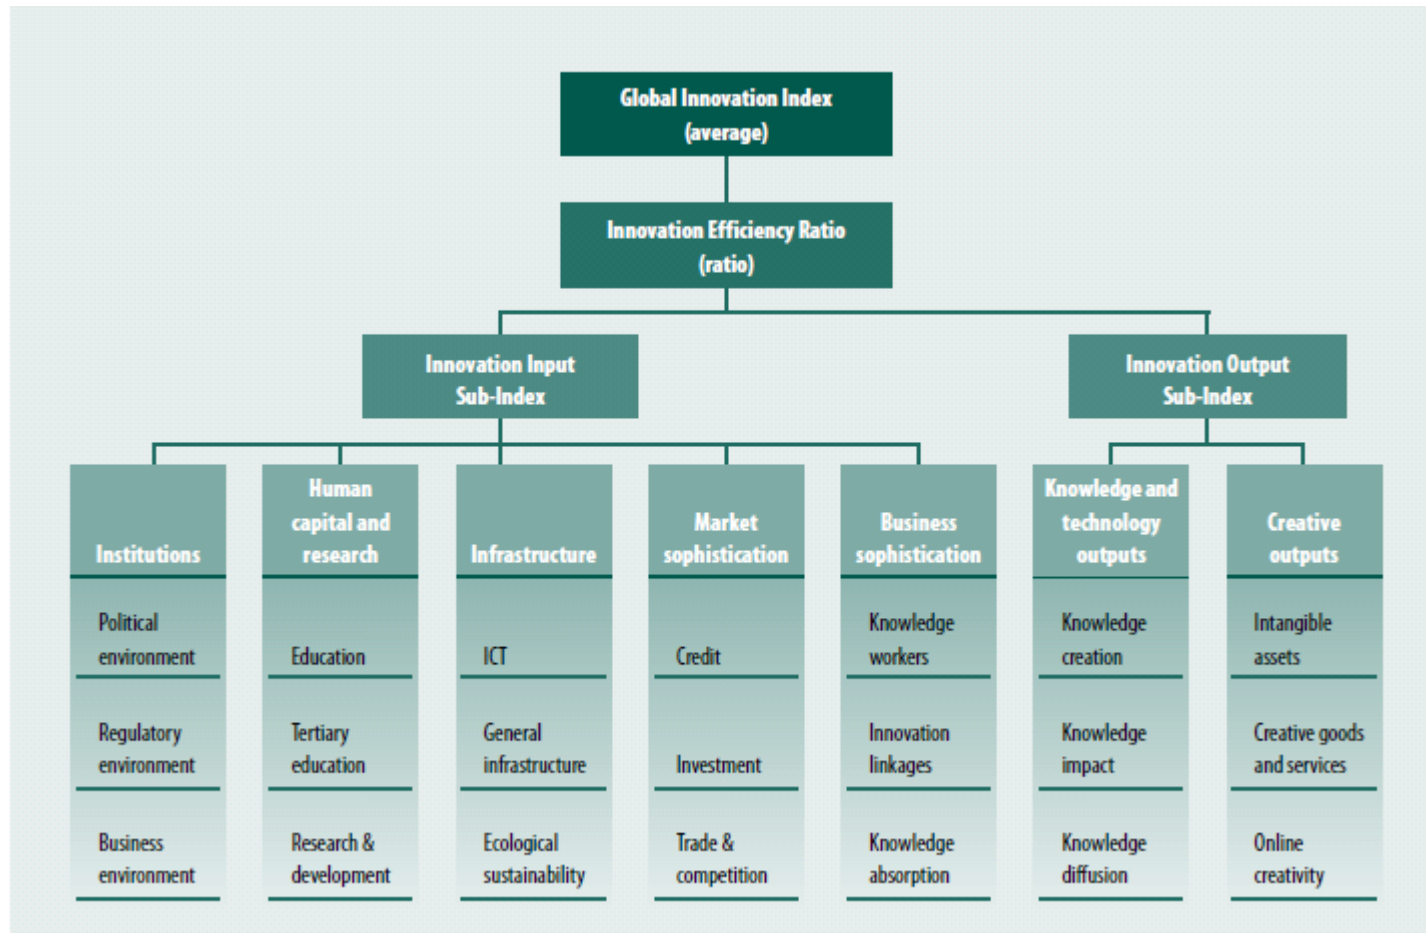 Global Innovation Index
(average)
Innovation Efficiency Ratio
(ratio)
Innovation Input
Sub-Index
Innovation Output
Sub-Index
Institutions
Human
capital and
research
Infrastructure
Market
sophistication
Business
sophistication
Knowledge and
technology
outputs
Creative
outputs
Political
environment
Education
ICT
Credit
Knowledge
workers
Knowledge
creation
Intangible
assets
Regulatory
environment
Tertiary
education
General
infrastructure
Investment
Innovation
linkages
Knowledge
impact
Creative goods
and services
Business
environment
Research &
development
Ecological
sustainability
Trade &
competition
Knowledge
absorption
Knowledge
diffusion
Online
creativity